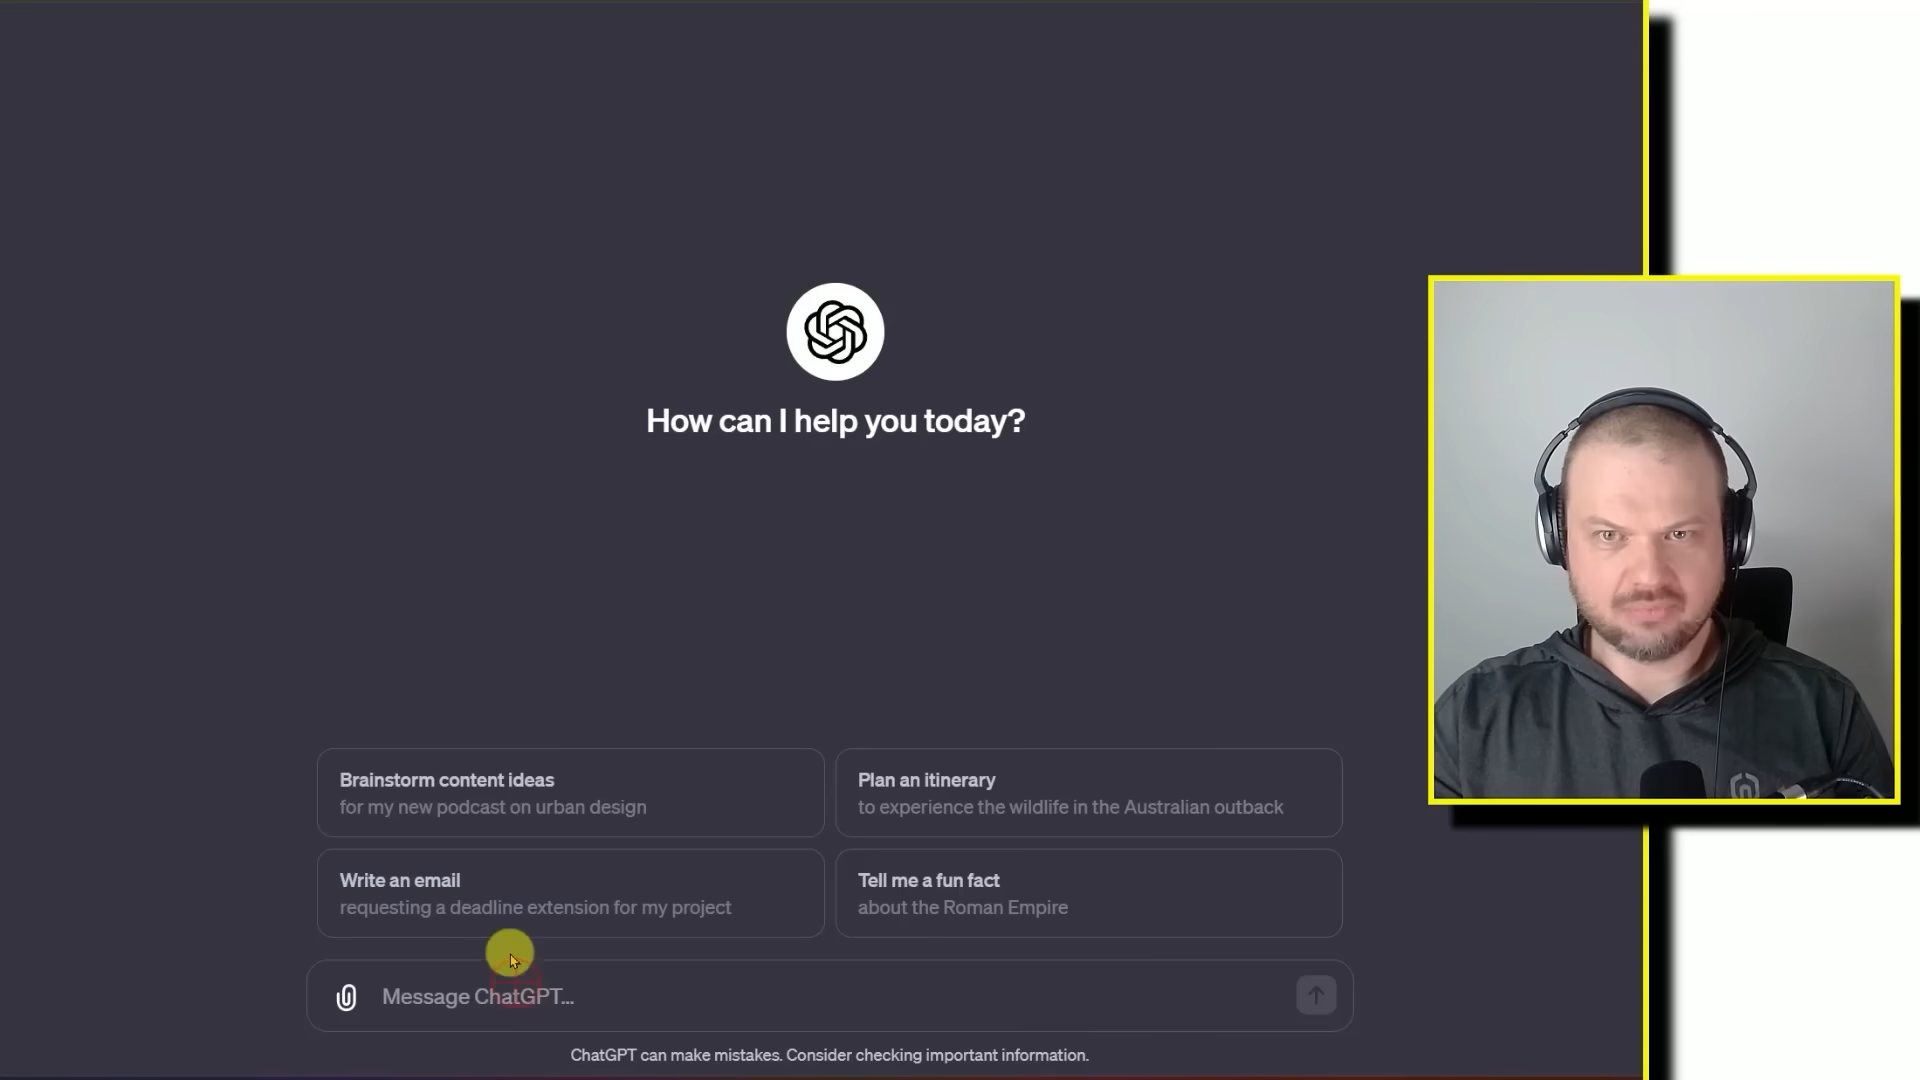 How can I help you today?
Brainstorm content ideas
for my new podcast on urban design
Plan an itinerary
to experience the wildlife in the Australian outback
Write an email
requesting a deadline extension for my project
Tell me a fun fact
about the Roman Empire
Message ChatGPT...
ChatGPT can make mistakes. Consider checking important information.